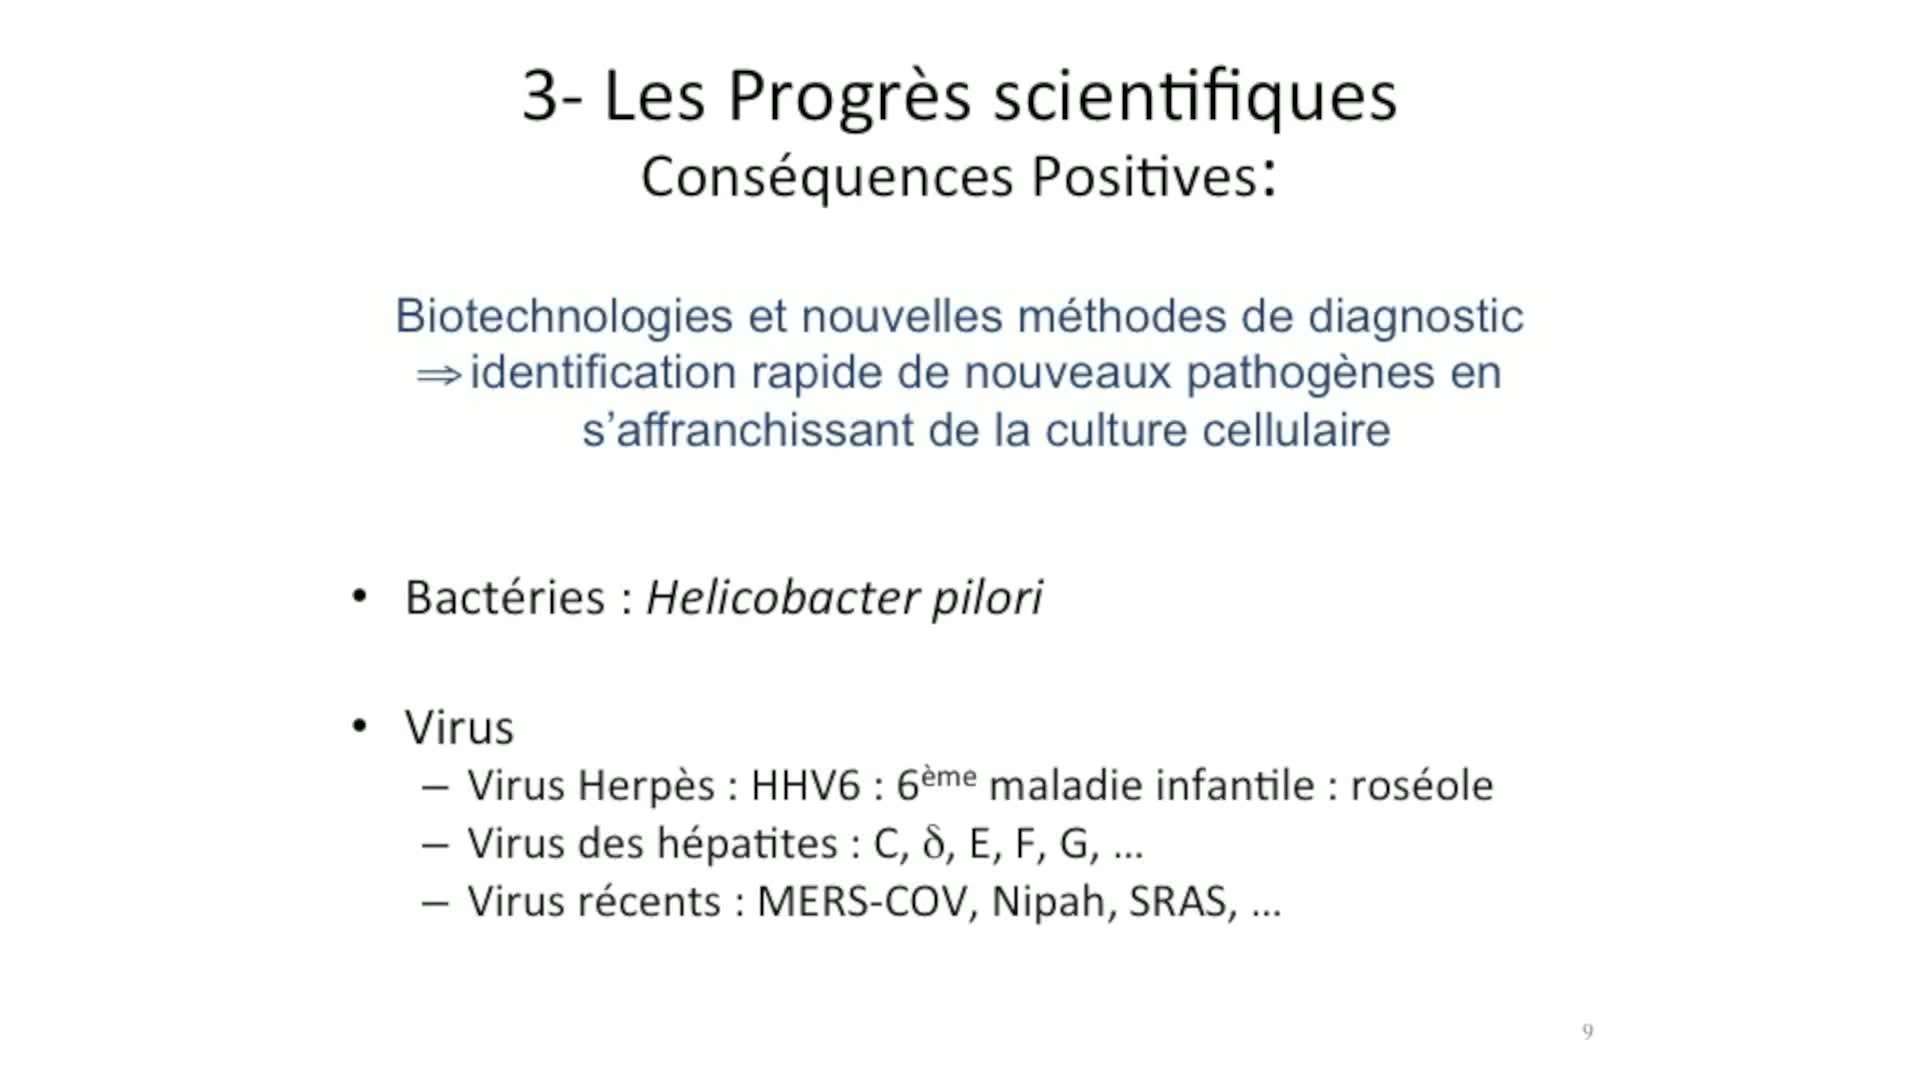 3- Les Progrès scientifiques
Conséquences Positives:
Biotechnologies et nouvelles méthodes de diagnostic
⇒ identification rapide de nouveaux pathogènes en
s’affranchissant de la culture cellulaire
• Bactéries : Helicobacter pilori
• Virus
– Virus Herpès : HHV6 : 6ème maladie infantile : roséole
– Virus des hépatites : C, δ, E, F, G, ...
– Virus récents : MERS-COV, Nipah, SRAS, ...
9